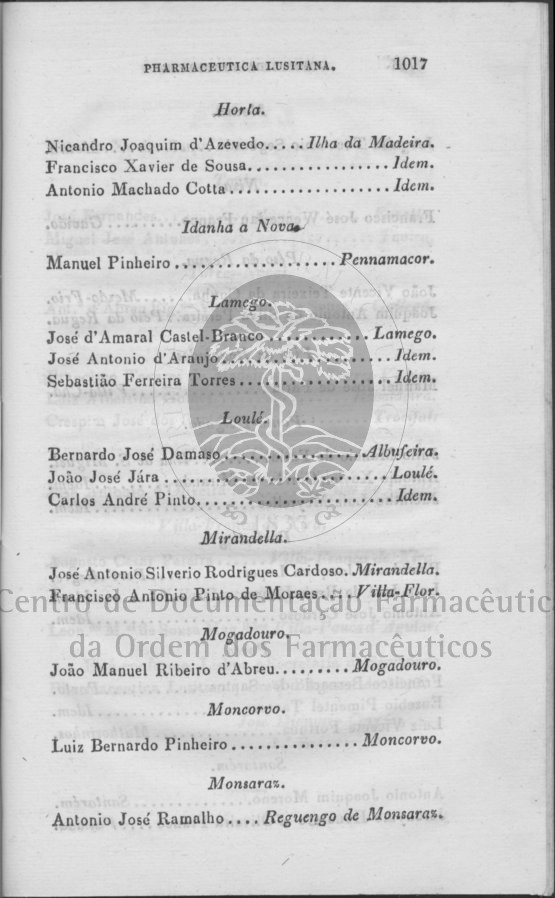 PHARMACEUTICA LUSITANA. 1017
Horta.
Nicandro Joaquim d'Azevedo.....Ilha da Madeira.
Francisco Xavier de Sousa.................Idem.
Antonio Machado Cotta...................Idem.
Idanha a Nova.
Manuel Pinheiro...................Pennamacor.
Lamego.
José d'Amaral Castel-Branco............Lamego.
José Antonio d'Araujo....................Idem.
Sebastião Ferreira Torres..................Idem.
Loulé.
Bernardo José Damaso................Albufeira.
João José Jára..........................Loulé.
Carlos André Pinto.......................Idem.
Mirandella.
José Antonio Silverio Rodrigues Cardoso.Mirandella.
Francisco Antonio Pinto de Moraes....Villa-Flor.
Centro de Documentação Farmacêutic
Mogadouro.
da Ordem dos Farmacêuticos
João Manuel Ribeiro d'Abreu.........Mogadouro.
Moncorvo.
Luiz Bernardo Pinheiro...............Moncorvo.
Monsaraz.
Antonio José Ramalho....Reguengo de Monsaraz.